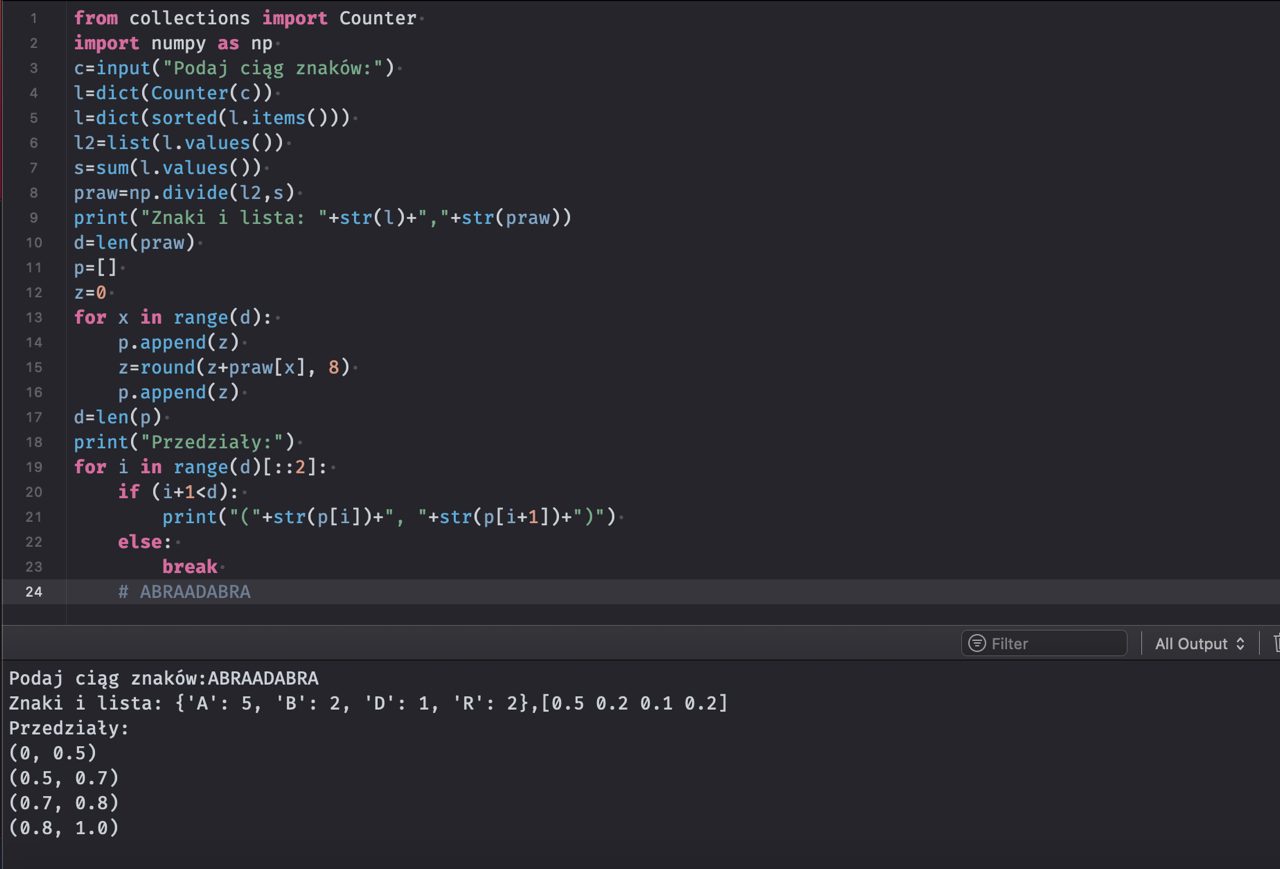 1 from collections import Counter
2 import numpy as np
3 c=input("Podaj ciąg znaków:")
4 l=dict(Counter(c))
5 l=dict(sorted(l.items()))
6 l2=list(l.values())
7 s=sum(l.values())
8 praw=np.divide(l2,s)
9 print("Znaki i lista: "+str(l)+","+str(praw))
10 d=len(praw)
11 p=[]
12 z=0
13 for x in range(d):
14     p.append(z)
15     z=round(z+praw[x], 8)
16     p.append(z)
17 d=len(p)
18 print("Przedziały:")
19 for i in range(d)[::2]:
20     if (i+1<d):
21         print("("+str(p[i])+", "+str(p[i+1])+")")
22     else:
23         break
24     # ABRAADABRA
Filter All Output
Podaj ciąg znaków:ABRAADABRA
Znaki i lista: {'A': 5, 'B': 2, 'D': 1, 'R': 2},[0.5 0.2 0.1 0.2]
Przedziały:
(0, 0.5)
(0.5, 0.7)
(0.7, 0.8)
(0.8, 1.0)